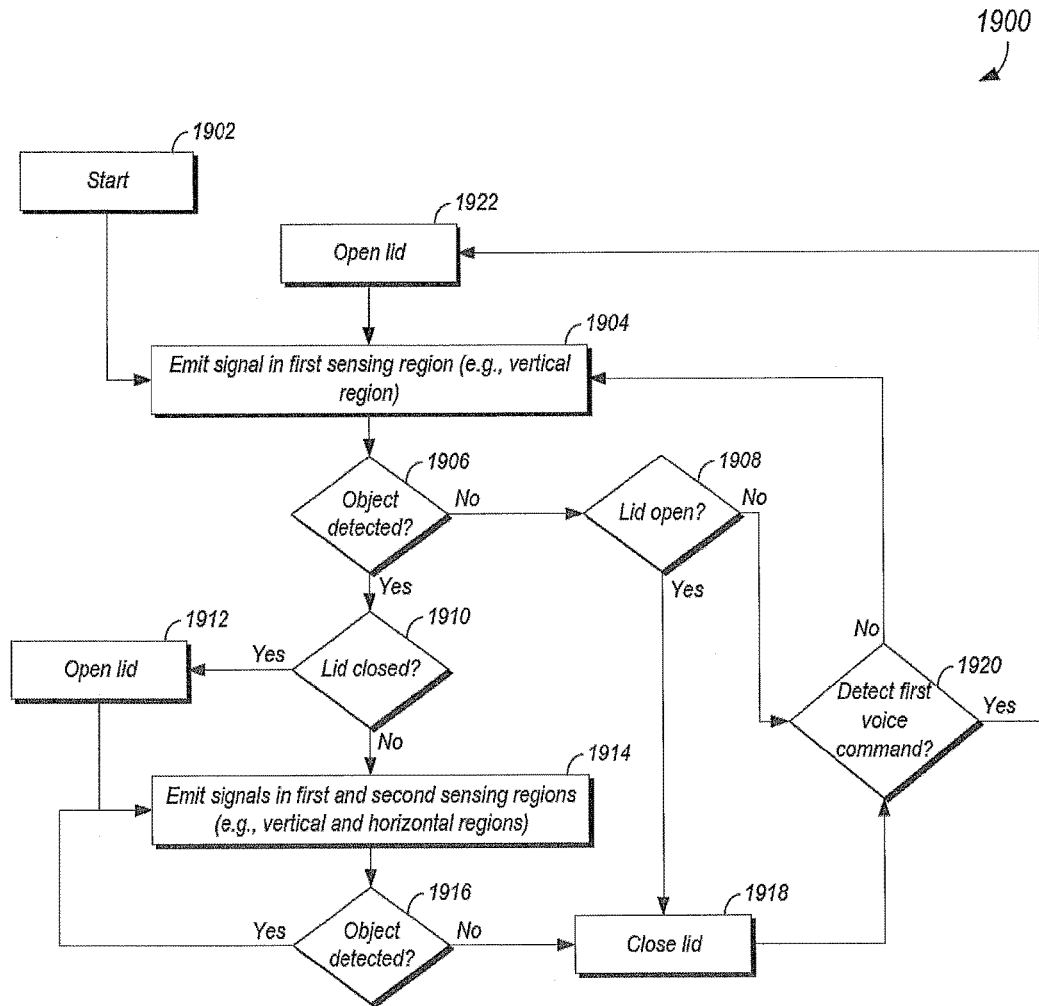 1900
1902
Start
1922
Open lid
1904
Emit signal in first sensing region (e.g., vertical
region)
1906
Object
detected?
No
Yes
1908
Lid open?
No
Yes
1910
Lid closed?
Yes
No
1912
Open lid
1914
Emit signals in first and second sensing regions
(e.g., vertical and horizontal regions)
1916
Object
detected?
Yes
No
1918
Close lid
No
1920
Detect first
voice
command?
Yes